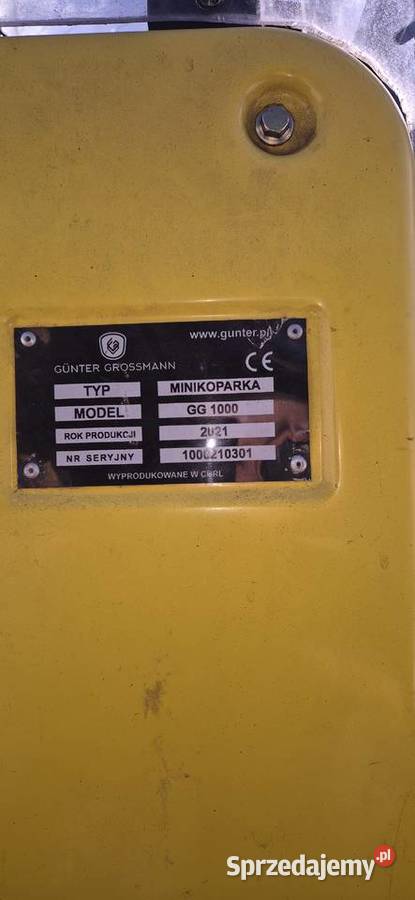 www.gunter.pl
GÜNTER GROSSMANN
CE
TYP MINIKOPARKA
MODEL GG 1000
ROK PRODUKCJI 2021
NR SERYJNY 1000210301
WYPRODUKOWANE W CHRL
Sprzedajemy.pl